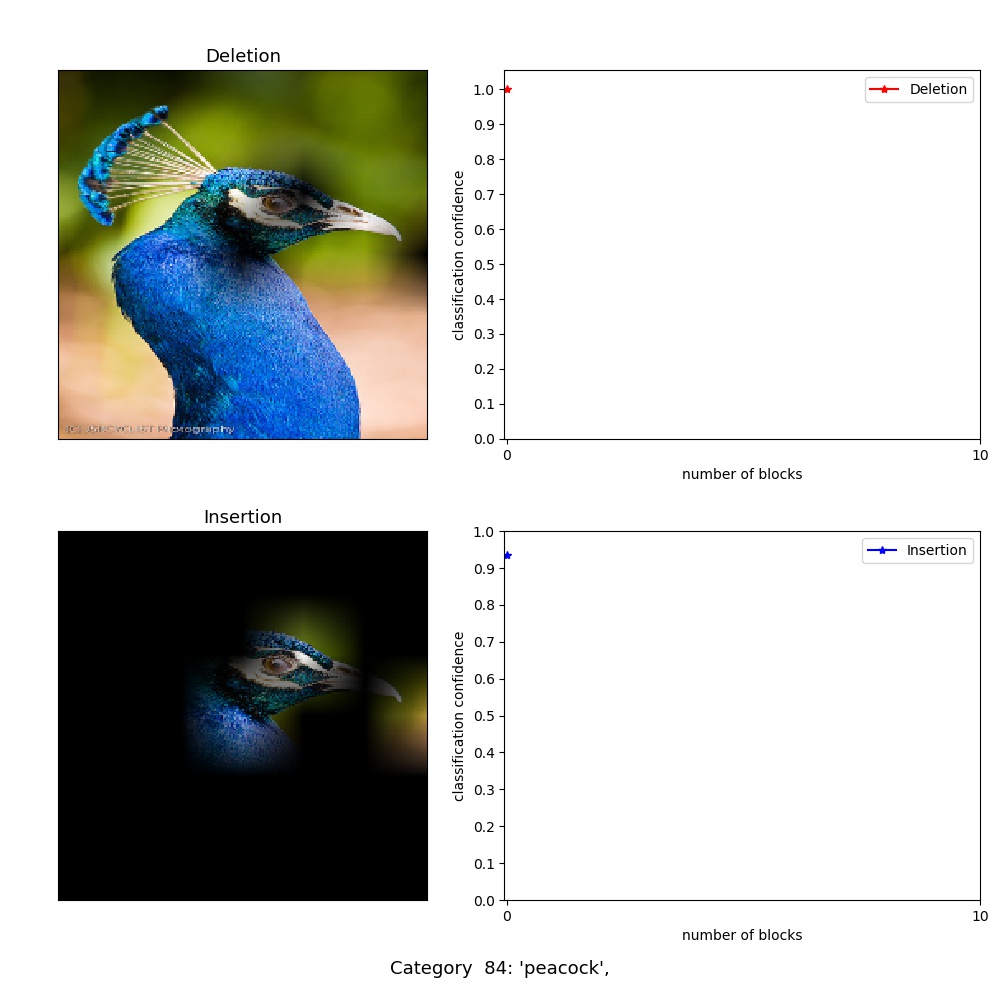 Deletion
1.0
0.9
0.8
0.7
0.6
0.5
0.4
0.3
0.2
0.1
0.0
0
10
classification confidence
number of blocks
Deletion
Insertion
1.0
0.9
0.8
0.7
0.6
0.5
0.4
0.3
0.2
0.1
0.0
0
10
classification confidence
number of blocks
Insertion
Category  84: 'peacock',